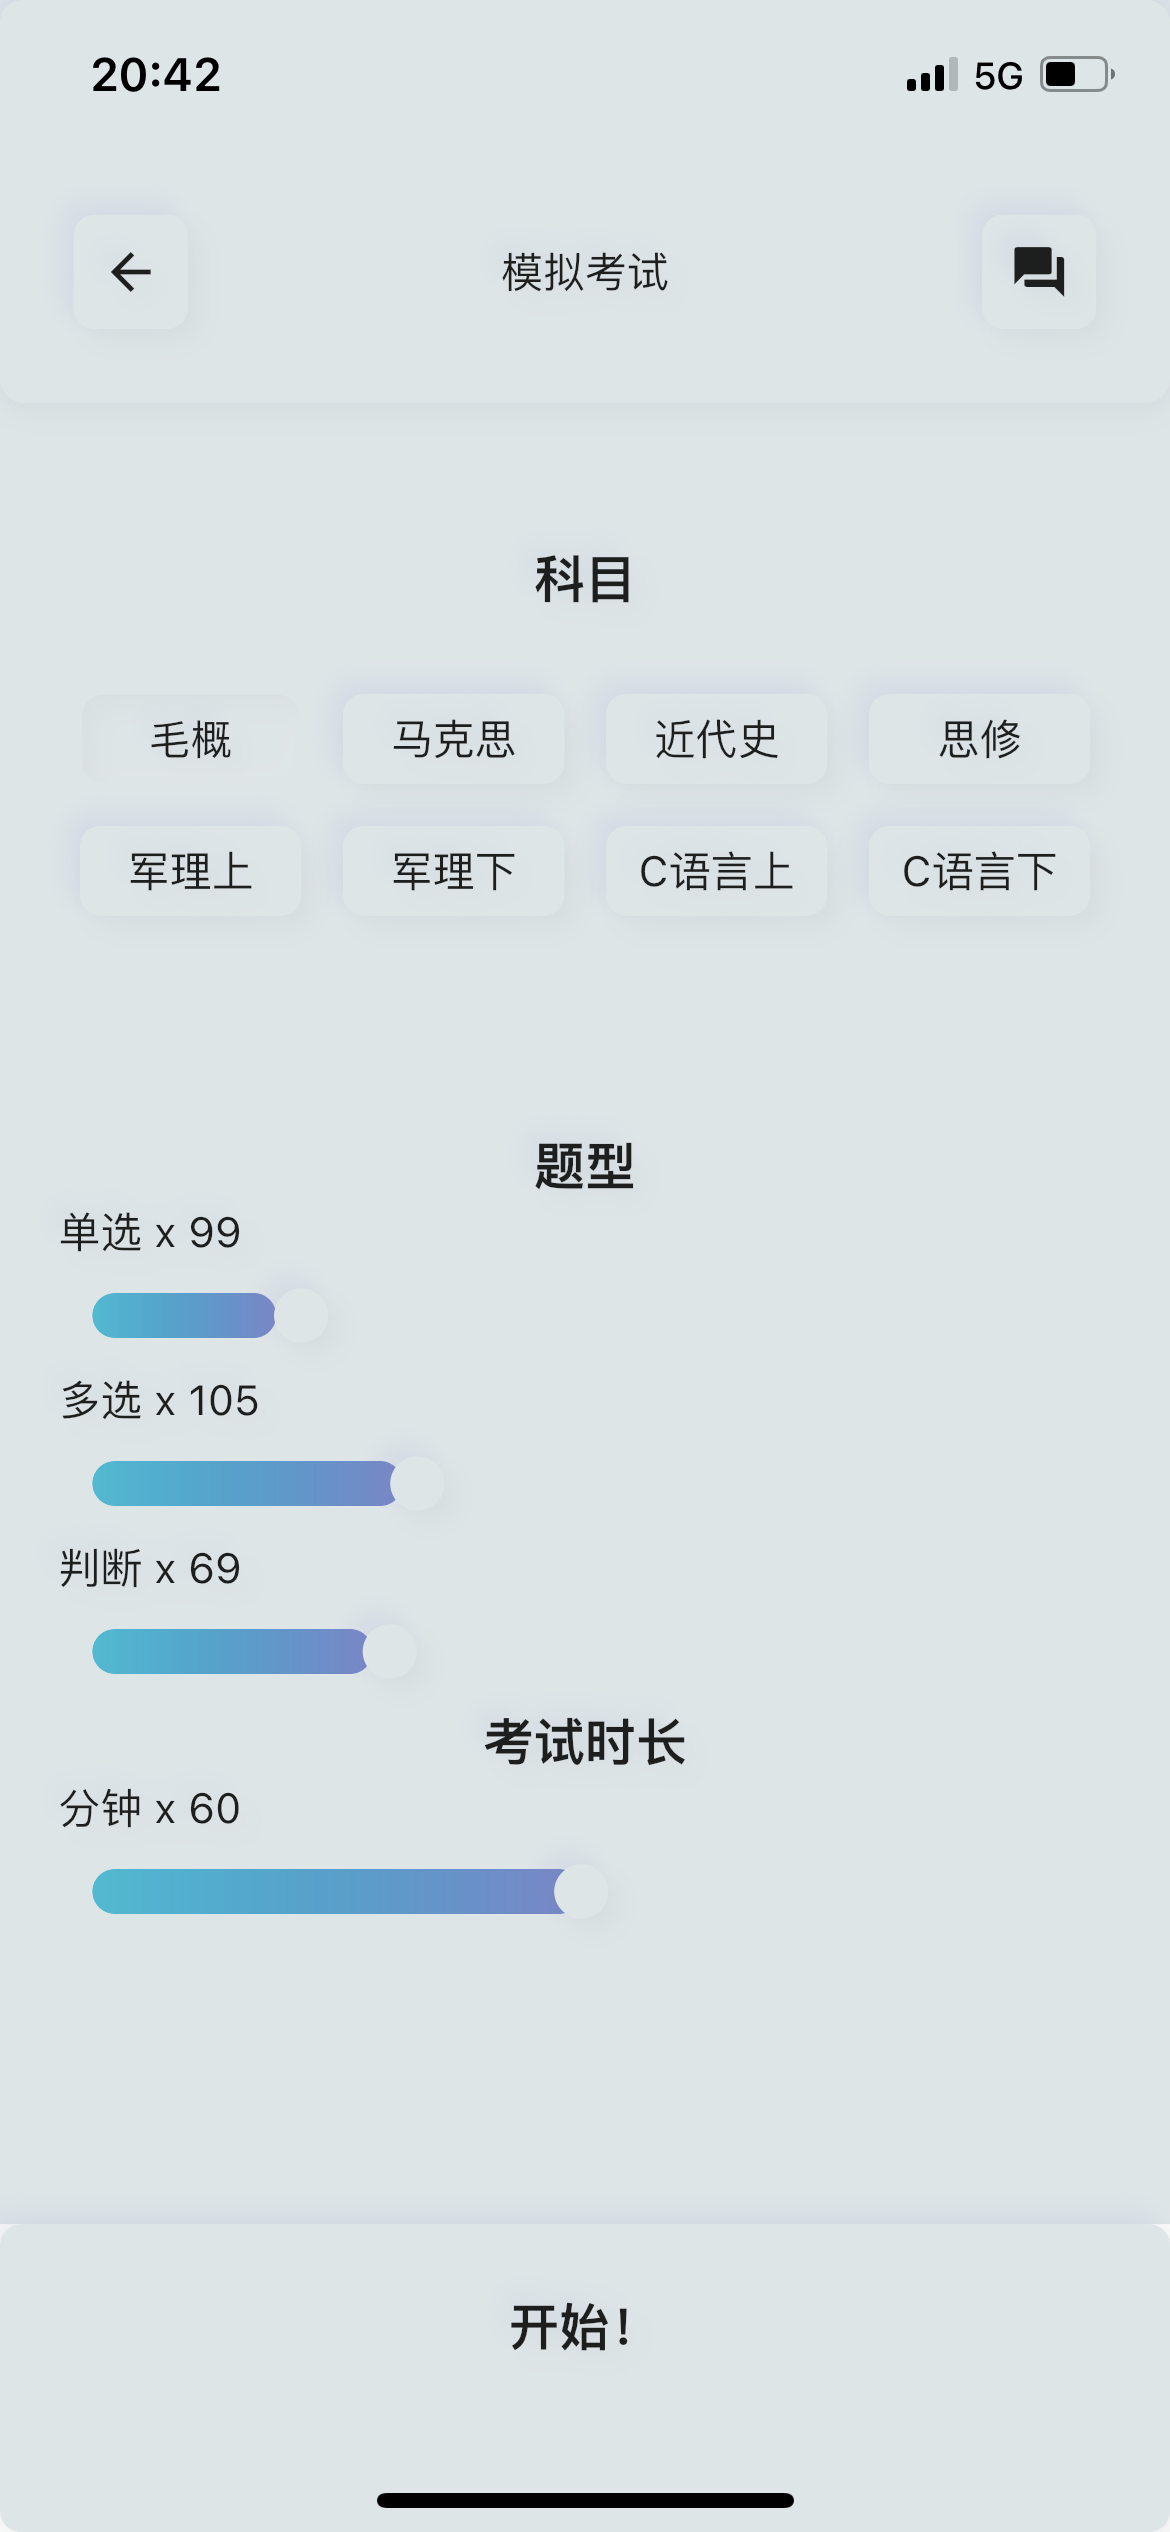 20:42
5G
模拟考试
科目
毛概 马克思 近代史 思修
军理上 军理下 C语言上 C语言下
题型
单选 x 99
多选 x 105
判断 x 69
考试时长
分钟 x 60
开始！